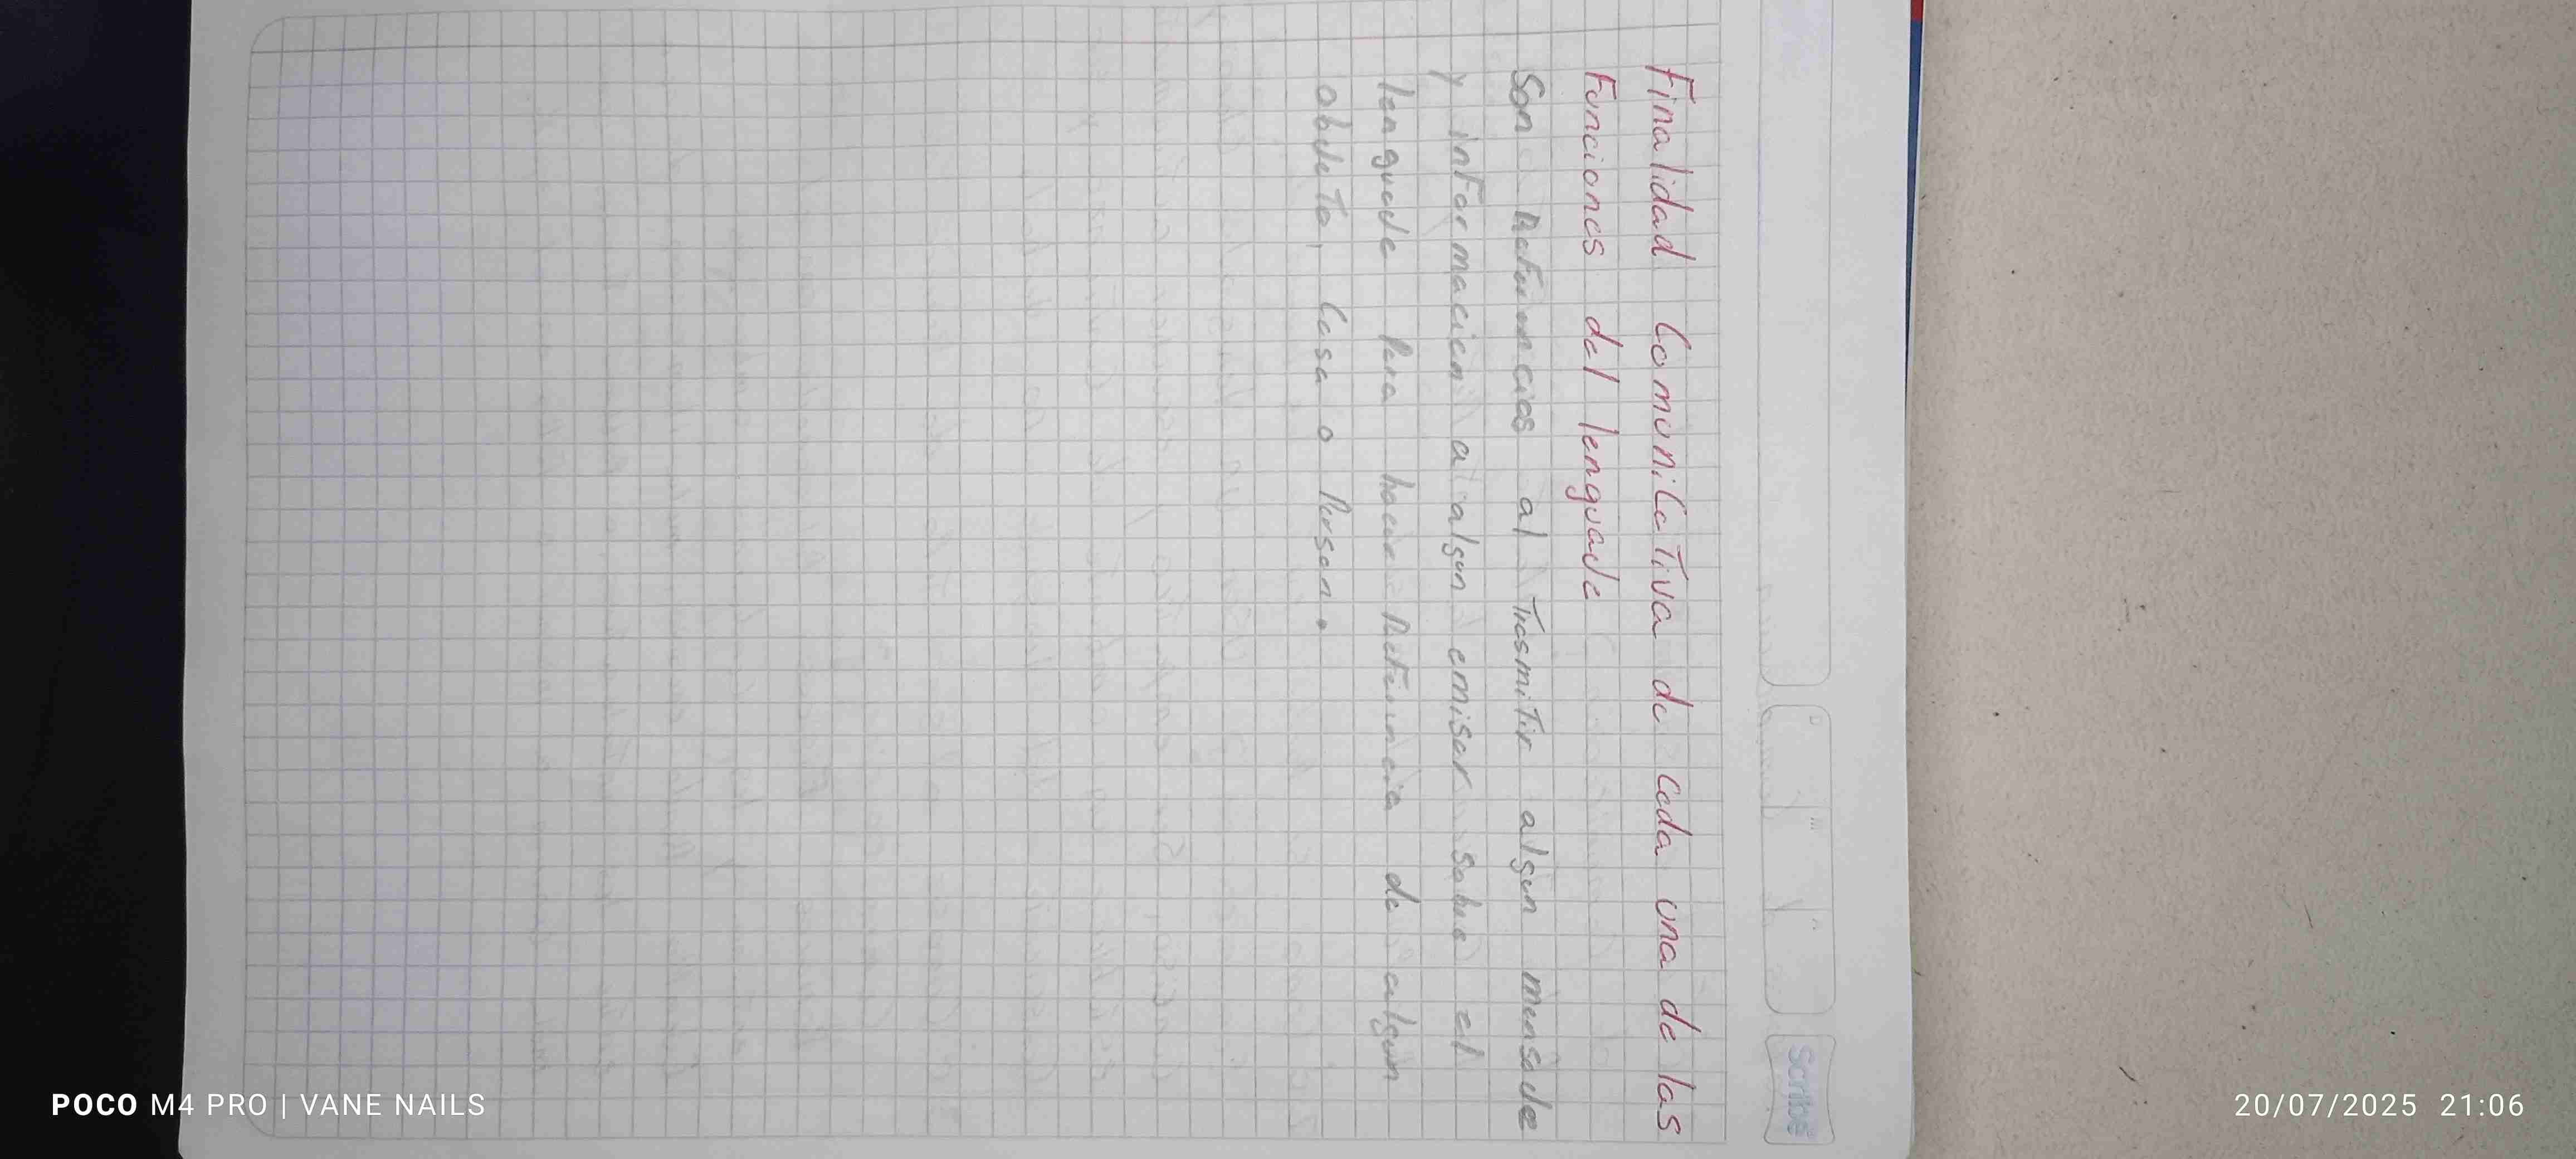 Scribe
Finalidad Comunicativa de cada una de las
Funciones del lenguaje
Son Referencias al Trasmitir algun mensaje
y informacion a algun emisor sobre el
lenguaje para hacer Referencia de algun
objeto, Cosa o Person.
POCO M4 PRO | VANE NAILS
20/07/2025 21:06